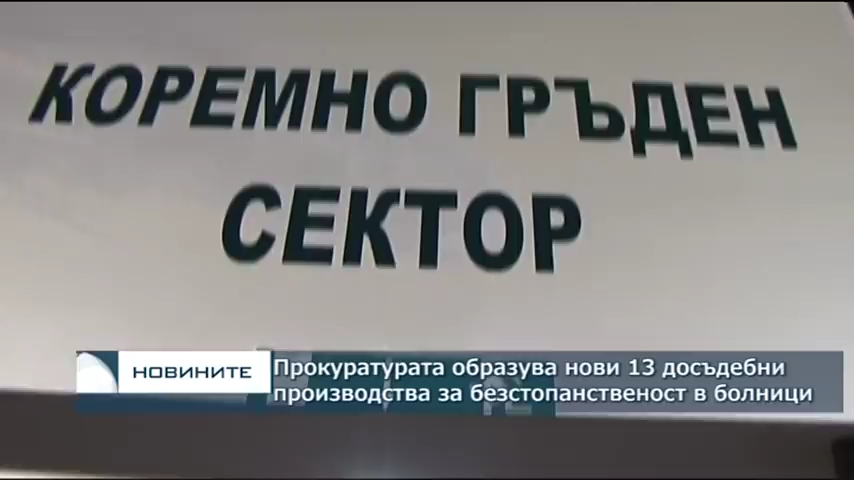 КОРЕМНО ГРЪДЕН
СЕКТОР
НОВИНИТЕ
Прокуратурата образува нови 13 досъдебни
производства за безстопанственост в болници